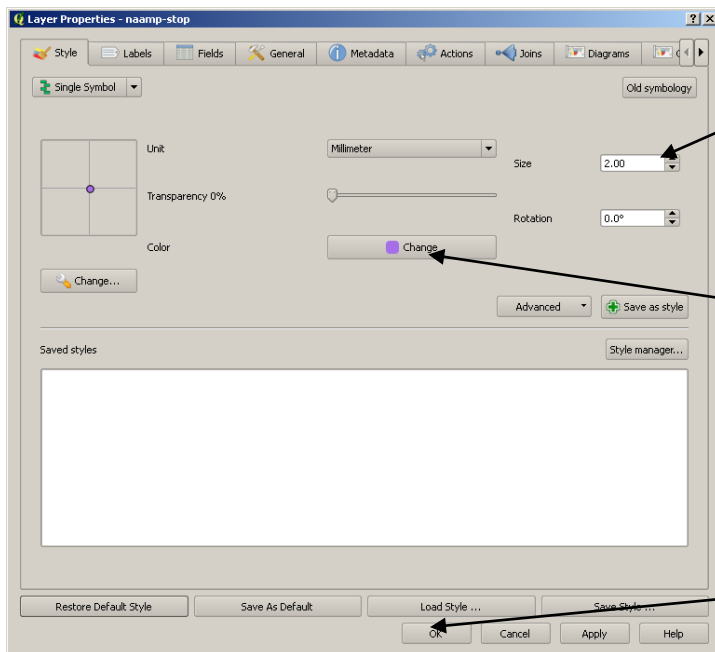 Layer Properties - naamp-stop
Style
Labels
Fields
General
Metadata
Actions
Joins
Diagrams
Single Symbol
Old symbology
Unit
Millimeter
Size
2.00
Transparency 0%
Rotation
0.0°
Color
Change
Change...
Advanced
Save as style
Saved styles
Style manager...
Restore Default Style
Save As Default
Load Style ...
Save Style ...
OK
Cancel
Apply
Help